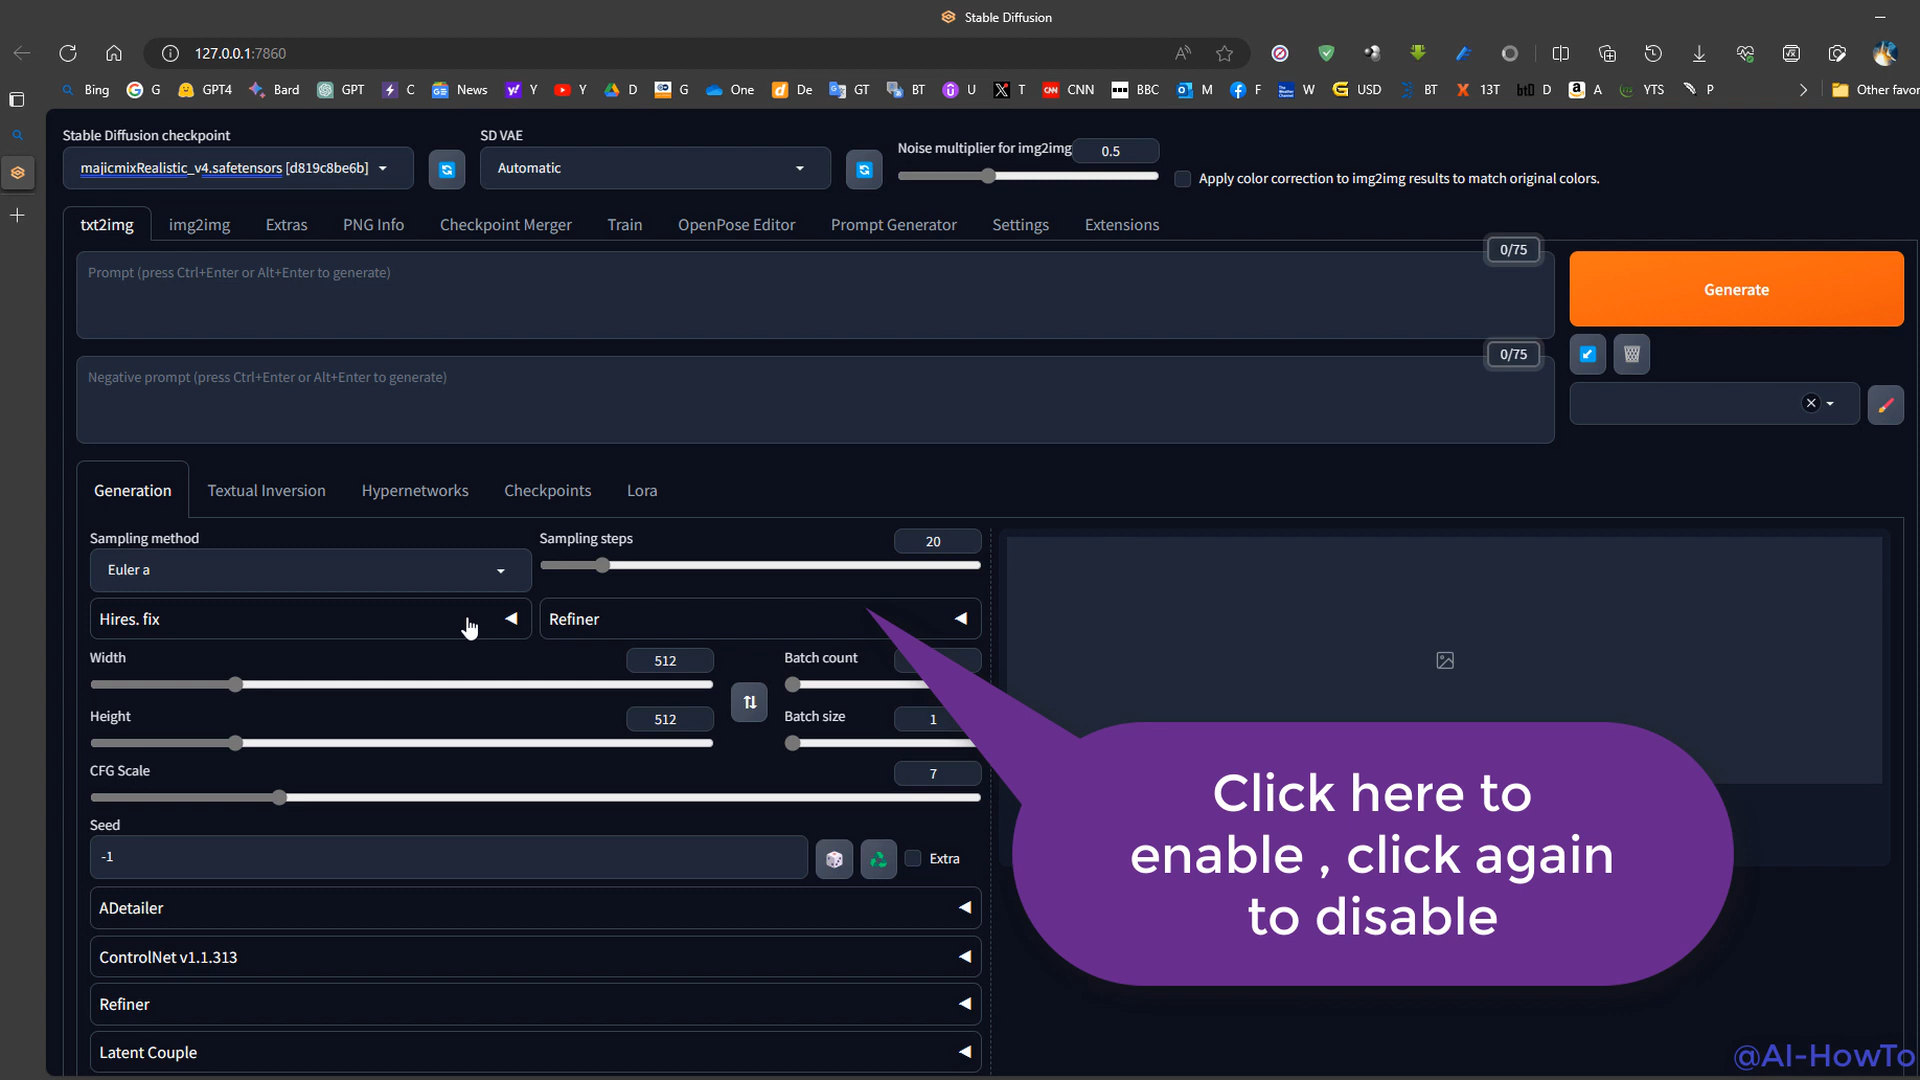 Stable Diffusion
127.0.0.1:7860
Bing G GPT4 Bard GPT C News Y Y D G One De GT BT U T CNN BBC M F W USD BT 13T D A YTS P Other favor
Stable Diffusion checkpoint
SD VAE
Noise multiplier for img2img
0.5
majicmixRealistic_v4.safetensors [d819c8be6b]
Automatic
Apply color correction to img2img results to match original colors.
txt2img img2img Extras PNG Info Checkpoint Merger Train OpenPose Editor Prompt Generator Settings Extensions
0/75
Prompt (press Ctrl+Enter or Alt+Enter to generate)
Generate
0/75
Negative prompt (press Ctrl+Enter or Alt+Enter to generate)
Generation Textual Inversion Hypernetworks Checkpoints Lora
Sampling method
Sampling steps
20
Euler a
Hires. fix
Refiner
Width
512
Batch count
Height
512
Batch size
1
CFG Scale
7
Seed
-1
Extra
ADetailer
ControlNet v1.1.313
Refiner
Latent Couple
Click here to
enable , click again
to disable
@AI-HowTo